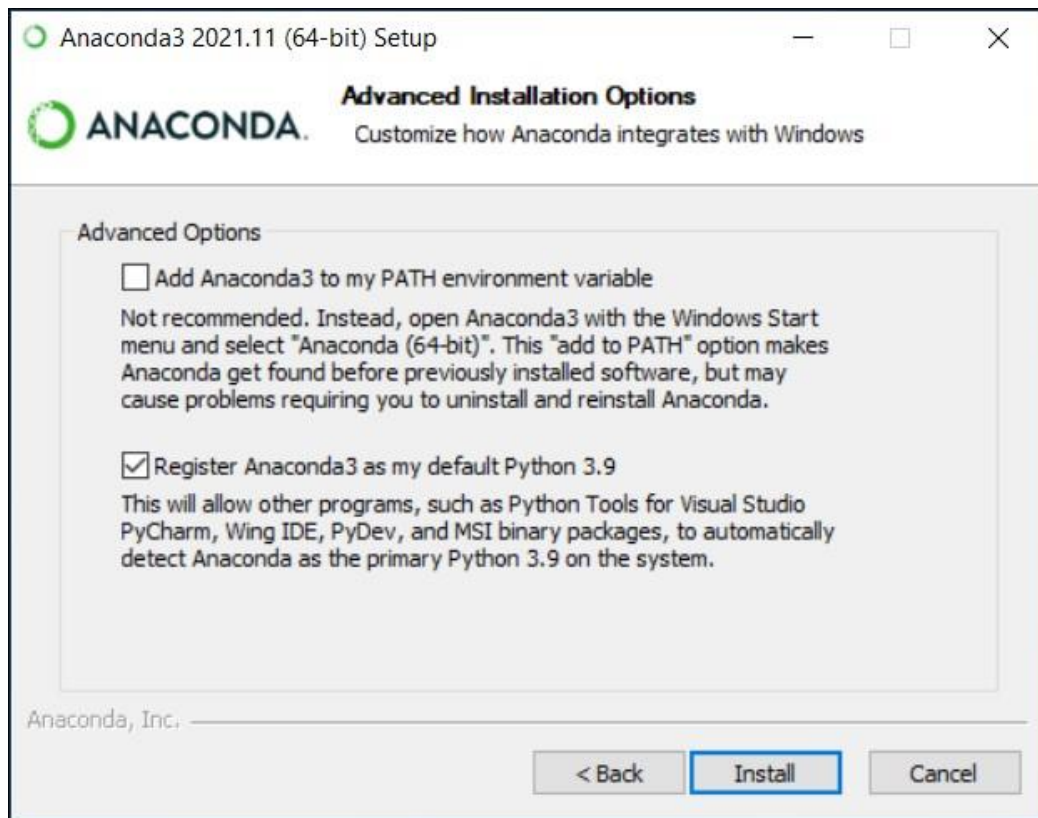 Anaconda3 2021.11 (64-bit) Setup
ANACONDA.
Advanced Installation Options
Customize how Anaconda integrates with Windows
Advanced Options
Add Anaconda3 to my PATH environment variable
Not recommended. Instead, open Anaconda3 with the Windows Start
menu and select "Anaconda (64-bit)". This "add to PATH" option makes
Anaconda get found before previously installed software, but may
cause problems requiring you to uninstall and reinstall Anaconda.
Register Anaconda3 as my default Python 3.9
This will allow other programs, such as Python Tools for Visual Studio
PyCharm, Wing IDE, PyDev, and MSI binary packages, to automatically
detect Anaconda as the primary Python 3.9 on the system.
Anaconda, Inc.
< Back
Install
Cancel